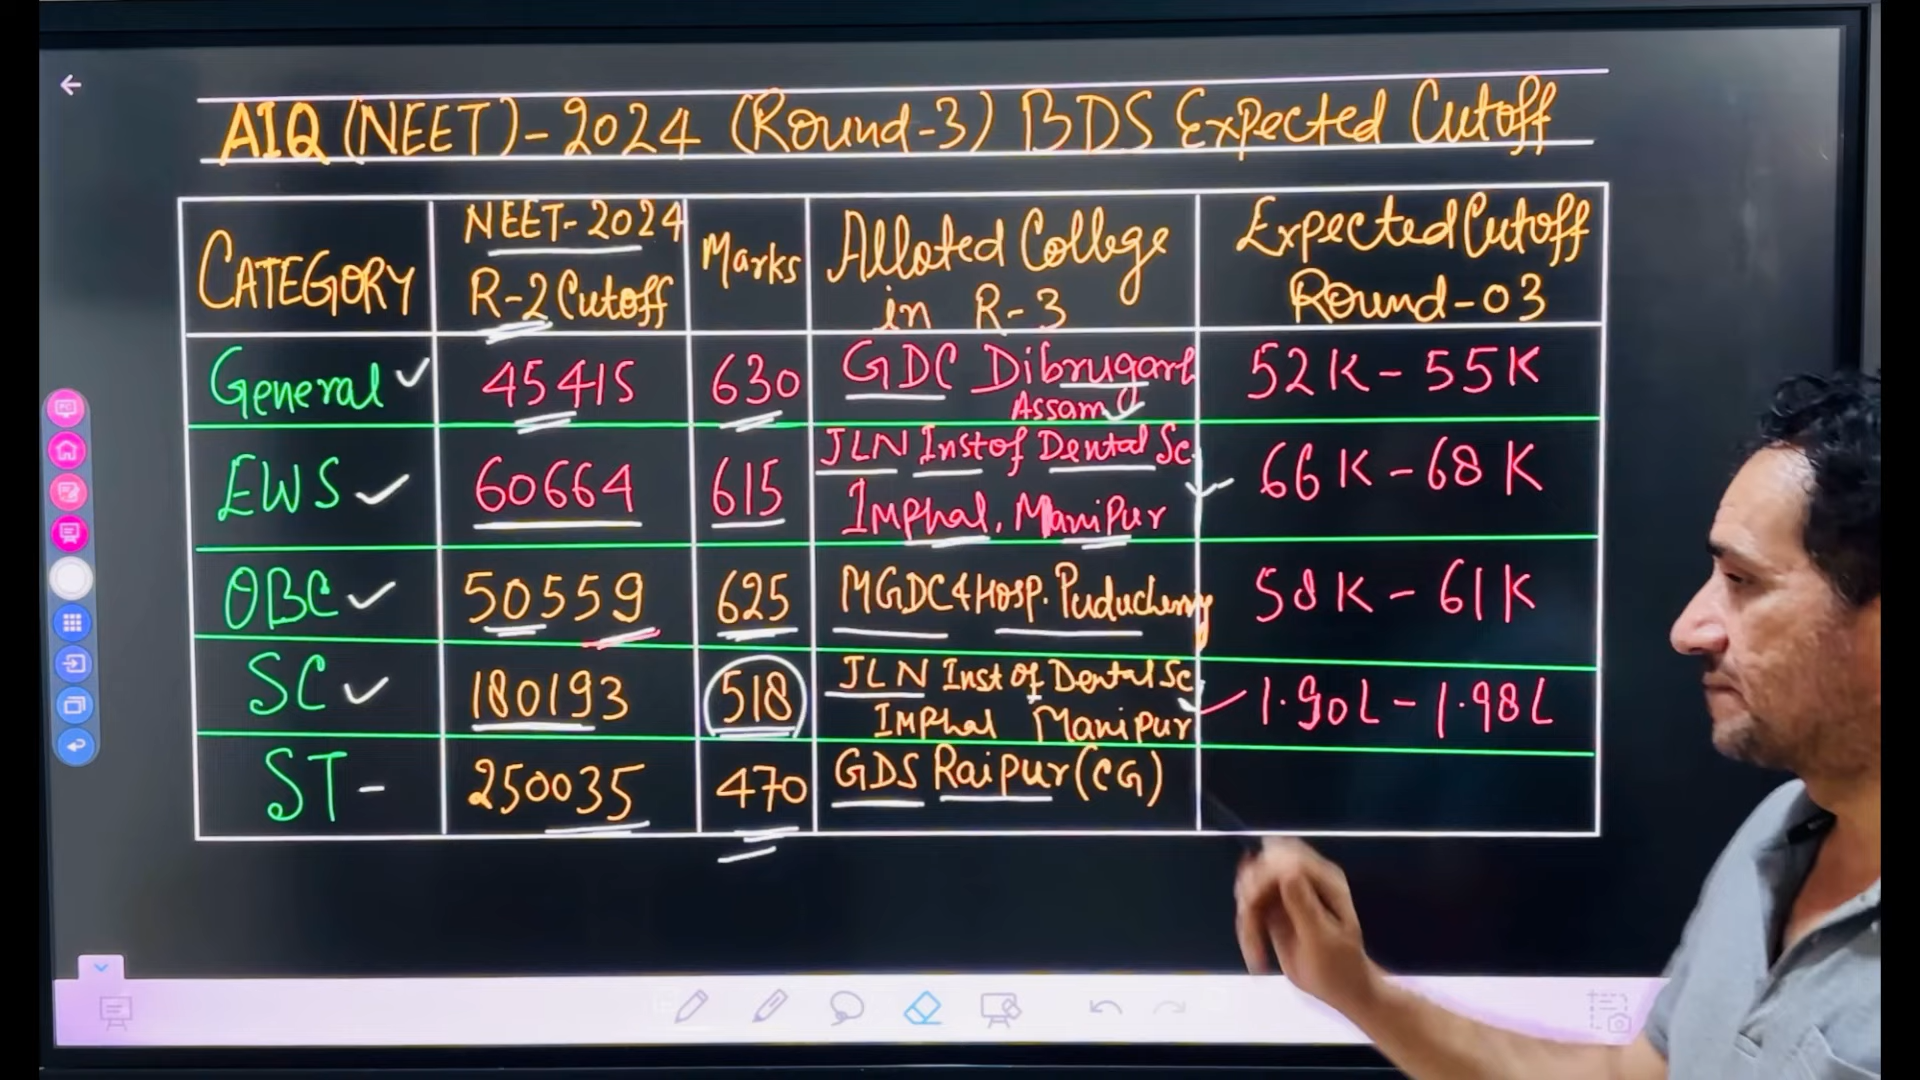 AIQ (NEET)-2024 (Round-3) BDS Expected Cutoff
CATEGORY
NEET-2024
R-2 Cutoff
Marks
Alloted College
in R-3
Expected Cutoff
Round-03
General 45415 630 GDC Dibrugarh
Assam
52K - 55K
EWS 60664 615 JLN Inst of Dental Sc.
Imphal, Manipur
66K - 68K
OBC 50559 625 MGDC & Hosp. Puducherry 58K - 61K
SC 180193 518 JLN Inst of Dental Sc
Imphal Manipur
1.90L - 1.98L
ST - 250035 470 GDS Raipur (CG)